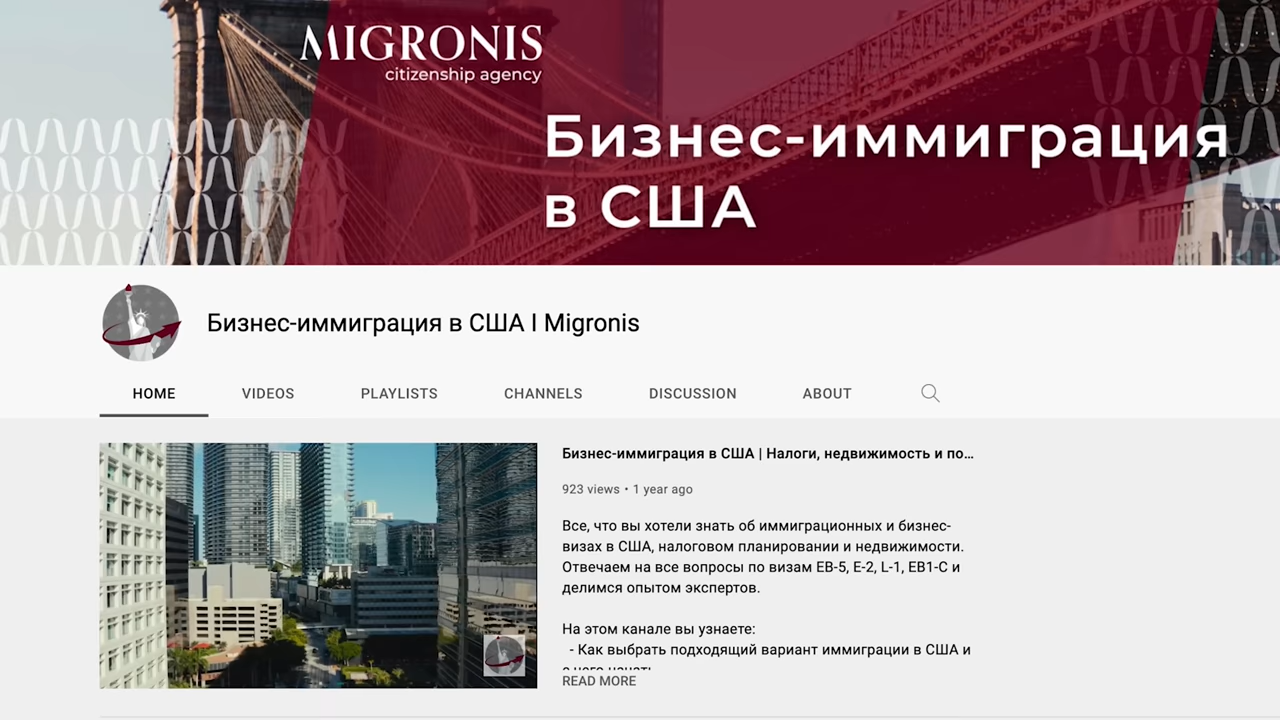 MIGRONIS
citizenship agency
Бизнес-иммиграция
в США
Бизнес-иммиграция в США I Migronis
HOME VIDEOS PLAYLISTS CHANNELS DISCUSSION ABOUT
Бизнес-иммиграция в США | Налоги, недвижимость и по...
923 views • 1 year ago
Все, что вы хотели знать об иммиграционных и бизнес-
визах в США, налоговом планировании и недвижимости.
Отвечаем на все вопросы по визам EB-5, E-2, L-1, EB1-C и
делимся опытом экспертов.
На этом канале вы узнаете:
- Как выбрать подходящий вариант иммиграции в США и
READ MORE